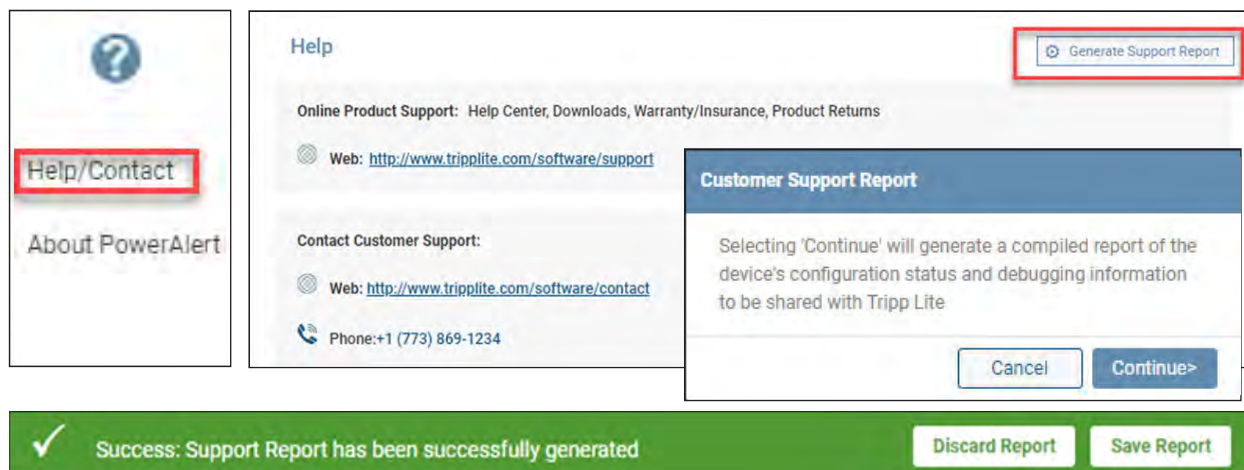 ?
Help/Contact
About PowerAlert
Help
Generate Support Report
Online Product Support: Help Center, Downloads, Warranty/Insurance, Product Returns
Web: http://www.tripplite.com/software/support
Contact Customer Support:
Web: http://www.tripplite.com/software/contact
Phone:+1 (773) 869-1234
Customer Support Report
Selecting 'Continue' will generate a compiled report of the
device's configuration status and debugging information
to be shared with Tripp Lite
Cancel
Continue>
Success: Support Report has been successfully generated
Discard Report
Save Report